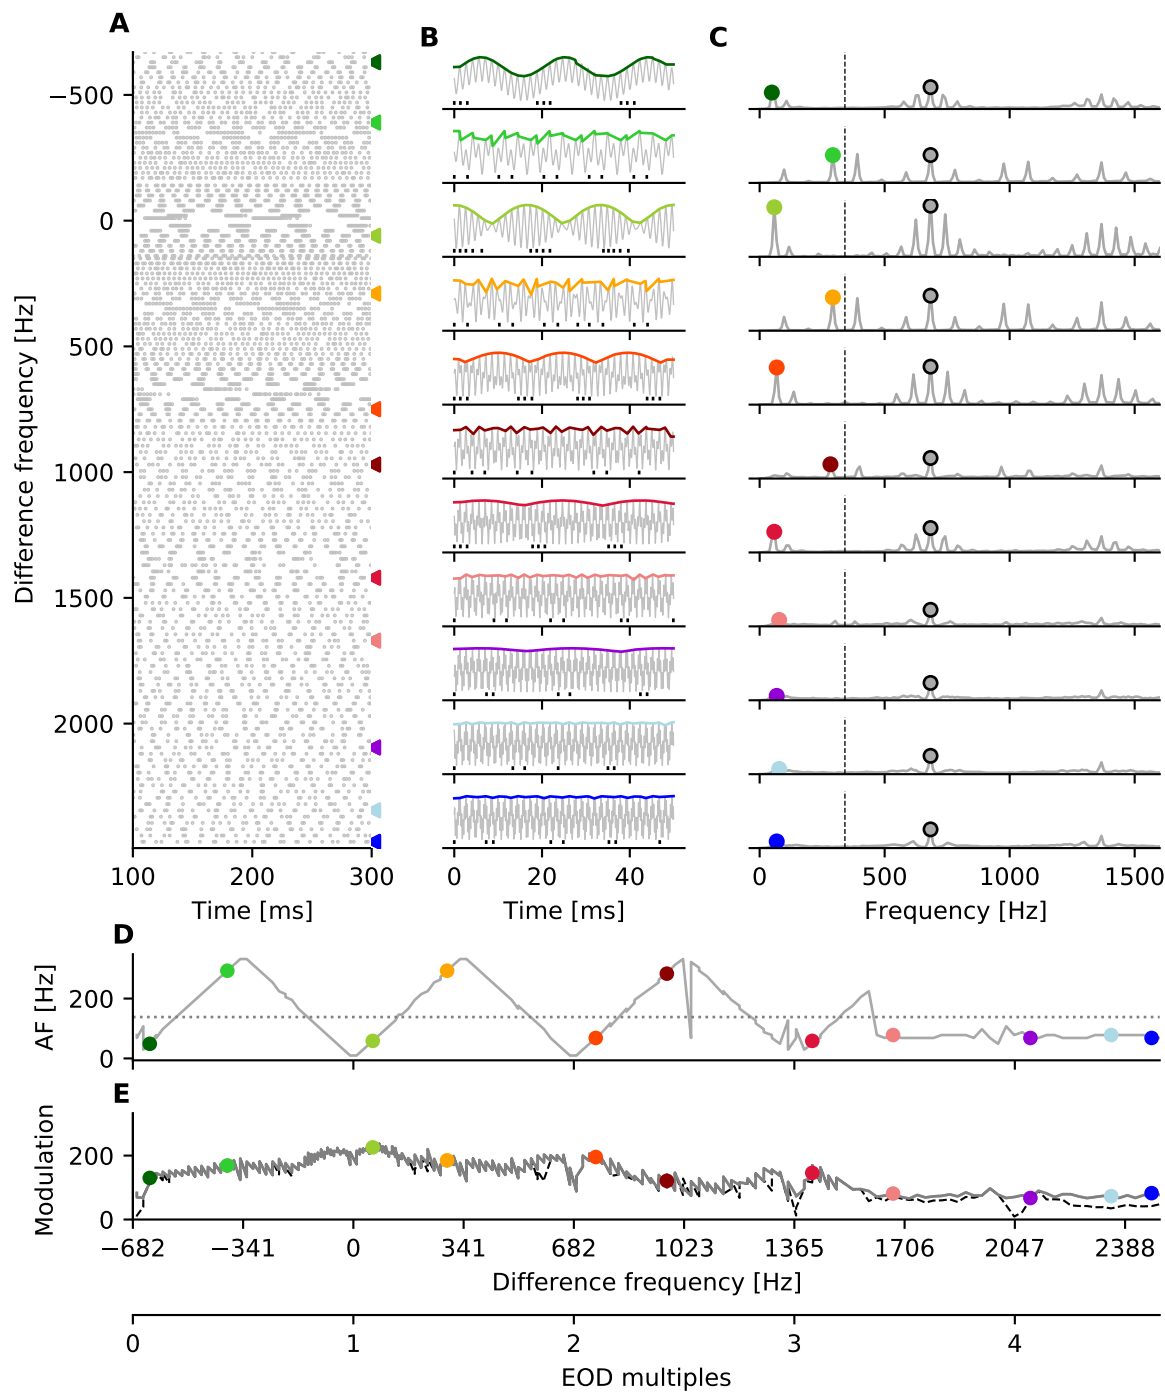 A
B
C
Difference frequency [Hz]
−500
0
500
1000
1500
2000
100 200 300
Time [ms]
0 20 40
Time [ms]
0 500 1000 1500
Frequency [Hz]
D
AF [Hz]
200
0
E
Modulation
200
0
−682 −341 0 341 682 1023 1365 1706 2047 2388
Difference frequency [Hz]
0 1 2 3 4
EOD multiples